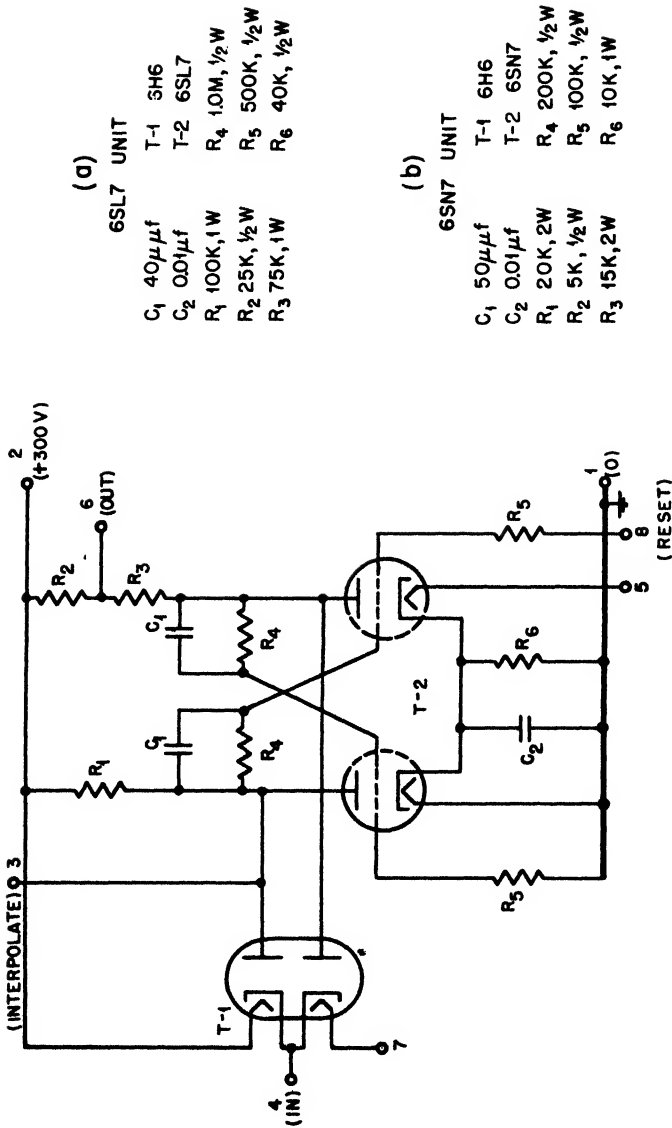 (INTERPOLATE) 3
2
(+300V)
R₁
R₂
6
(OUT)
R₃
C₁
C₁
R₄
R₄
T-1
4
(IN)
7
*
T-2
R₅
C₂
R₆
R₅
1
(0)
5
8
(RESET)
(a)
6SL7 UNIT
C₁ 40μμf T-1 3H6
C₂ 0.01μf T-2 6SL7
R₁ 100K, 1W R₄ 1.0M, ½W
R₂ 25K, ½W R₅ 500K, ½W
R₃ 75K, 1W R₆ 40K, ½W
(b)
6SN7 UNIT
C₁ 50μμf T-1 6H6
C₂ 0.01μf T-2 6SN7
R₁ 20K, 2W R₄ 200K, ½W
R₂ 5K, ½W R₅ 100K, ½W
R₃ 15K, 2W R₆ 10K, 1W